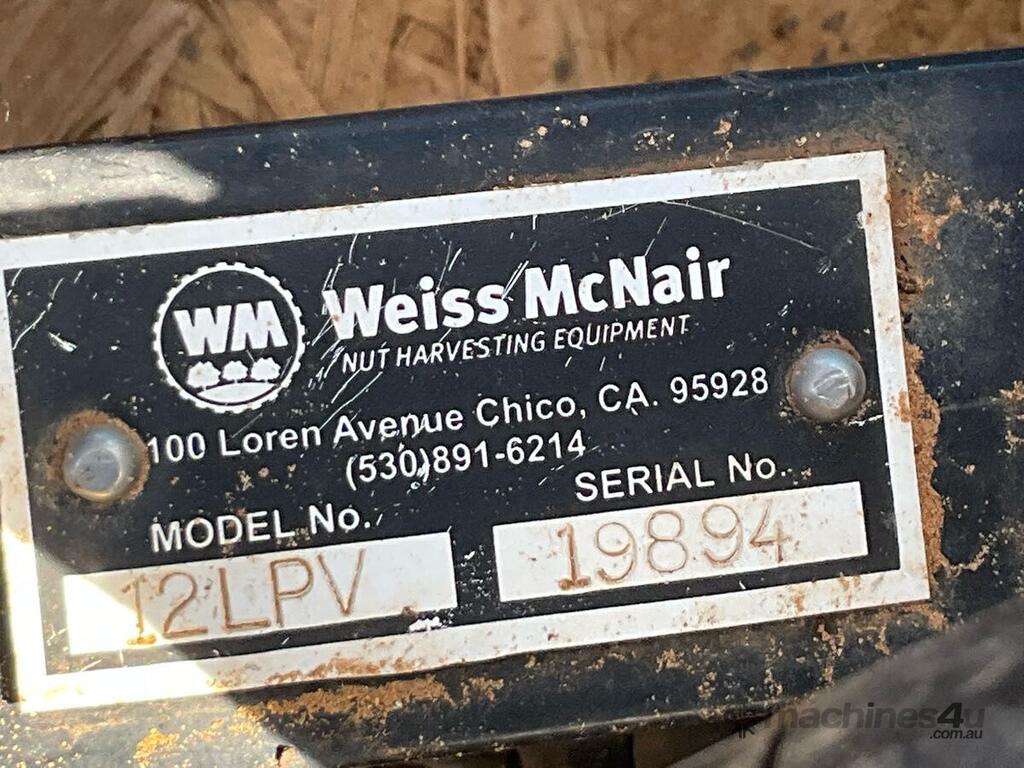 WM
Weiss McNair
NUT HARVESTING EQUIPMENT
100 Loren Avenue Chico, CA. 95928
(530)891-6214
MODEL No.
SERIAL No.
12LPV
19894
machines4u
.com.au